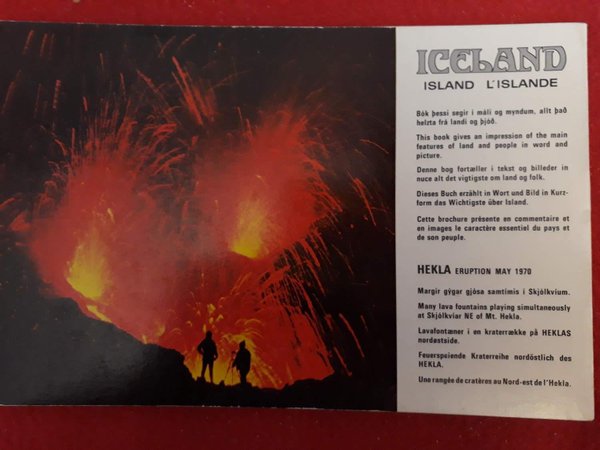 ICELAND
ISLAND L'ISLANDE
Bók þessi segir í máli og myndum, allt það
helzta frá landi og þjóð.
This book gives an impression of the main
features of land and people in word and
picture.
Denne bog fortæller i tekst og billeder in
nuce alt det vigtigste om land og folk.
Dieses Buch erzählt in Wort und Bild in Kurz-
form das Wichtigste über Island.
Cette brochure présente en commentaire et
en images le caractère essentiel du pays et
de son peuple.
HEKLA ERUPTION MAY 1970
Margir gýgar gjósa samtímis í Skjólkvíum.
Many lava fountains playing simultaneously
at Skjólkvíar NE of Mt. Hekla.
Lavafontæner i en kraterrække på HEKLAS
nordøstside.
Feuerspeiende Kraterreihe nordöstlich des
HEKLA.
Une rangée de cratères au Nord-est de l'Hekla.